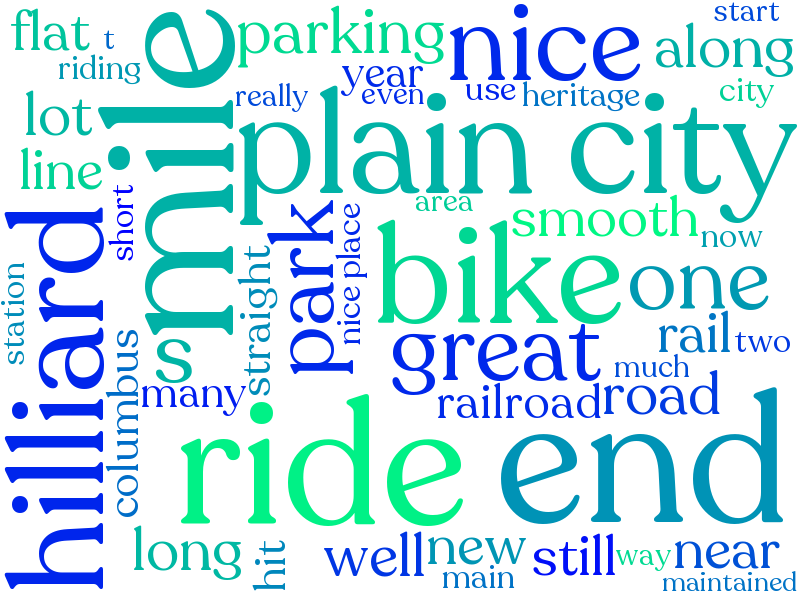 flat
t
riding
mile
parking
nice
start
along
year
really
even
use
heritage
city
lot
line
plain city
area
smooth
now
short
hilliard
park
nice place
bike
one
station
straight
s
great
rail
two
much
columbus
many
railroad
road
ride
end
long
hit
well
new
main
still
way
near
maintained